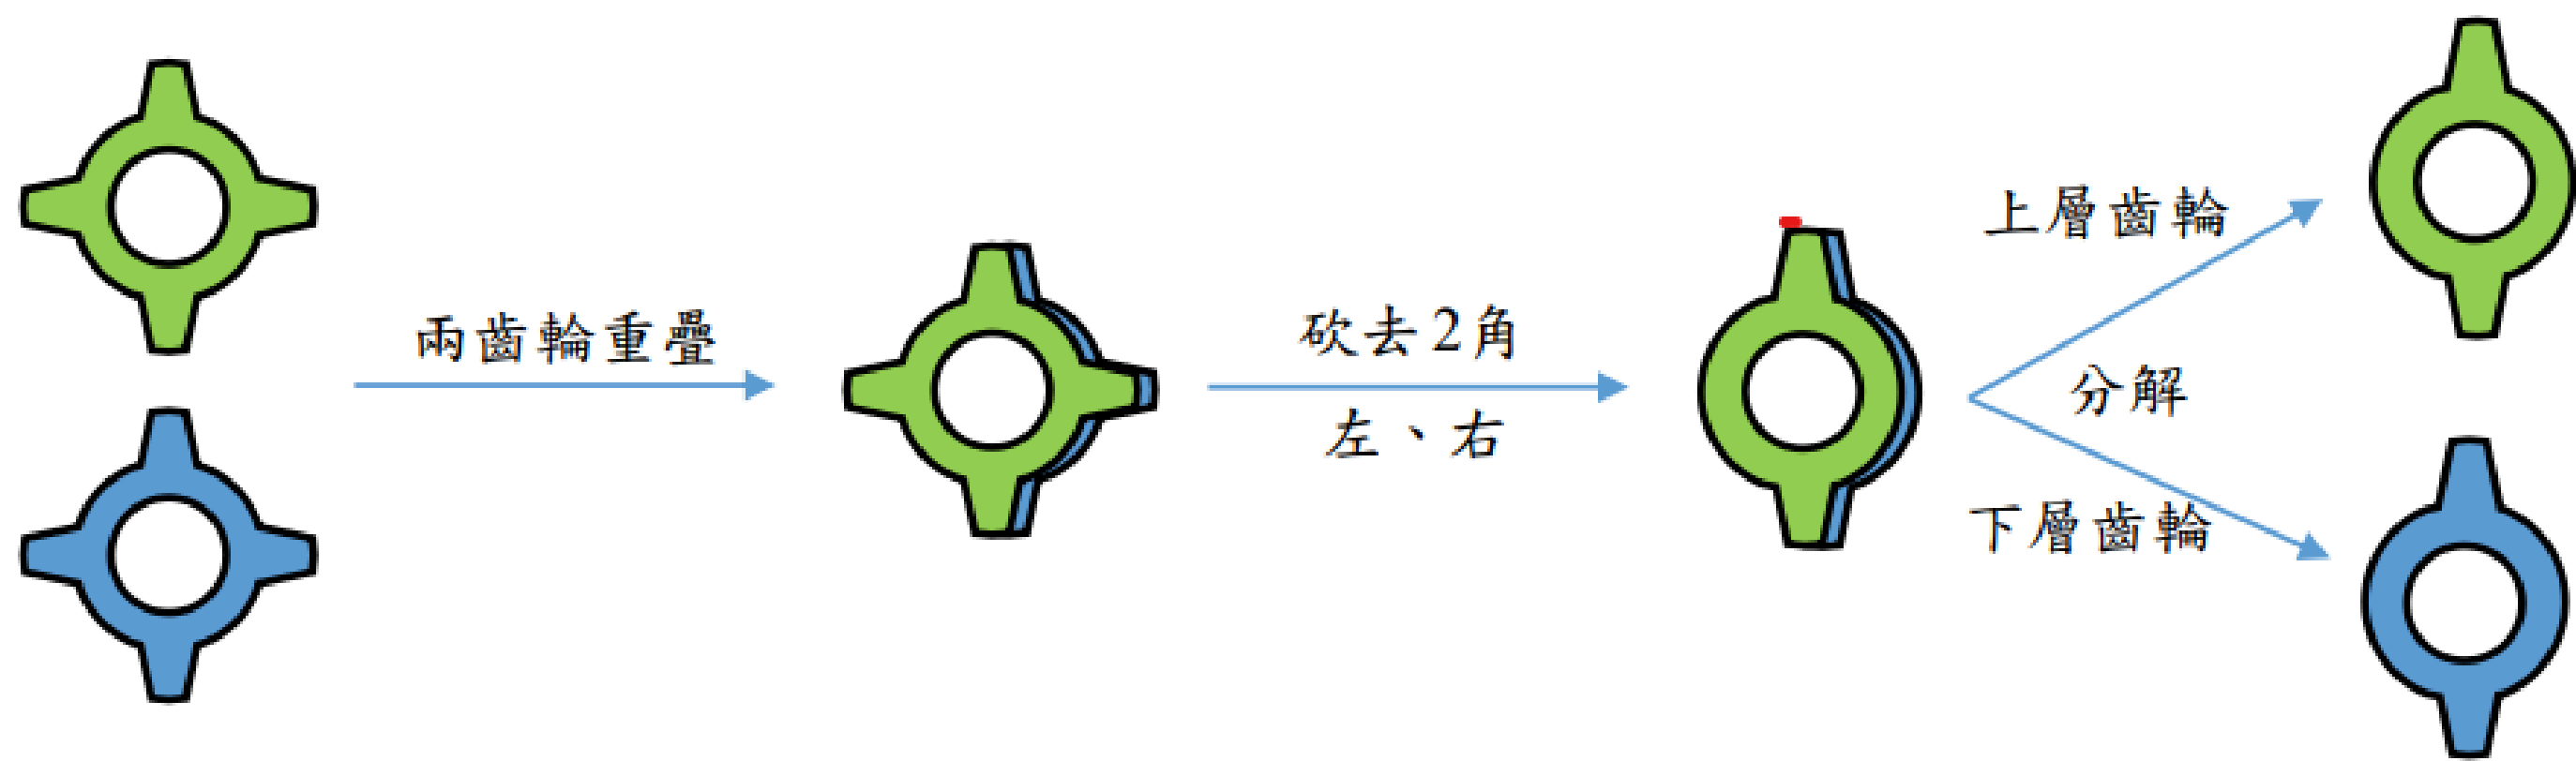 兩齒輪重疊
砍去2角
左、右
上層齒輪
分解
下層齒輪